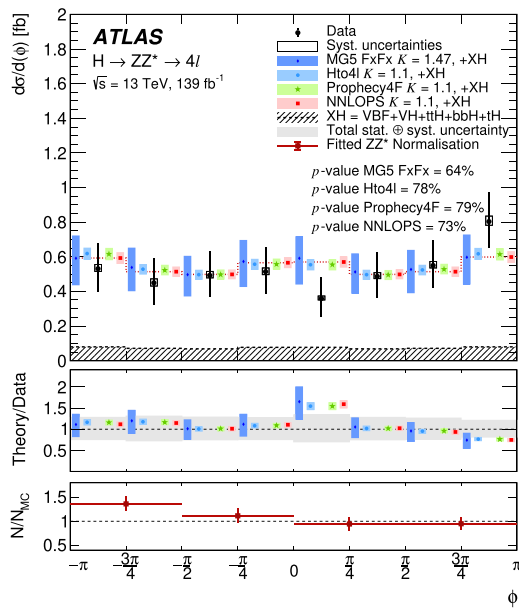 dσ/d(ϕ) [fb]
2
1.8
1.6
1.4
1.2
1
0.8
0.6
0.4
0.2
0
ATLAS
H → ZZ* → 4l
√s = 13 TeV, 139 fb⁻¹
Data
Syst. uncertainties
MG5 FxFx K = 1.47, +XH
Hto4l K = 1.1, +XH
Prophecy4F K = 1.1, +XH
NNLOPS K = 1.1, +XH
XH = VBF+VH+ttH+bbH+tH
Total stat. ⊕ syst. uncertainty
Fitted ZZ* Normalisation
p-value MG5 FxFx = 64%
p-value Hto4l = 78%
p-value Prophecy4F = 79%
p-value NNLOPS = 73%
Theory/Data
2
1.5
1
0.5
N/N_MC
1.5
1
0.5
−π −3π/4 −π/2 −π/4 0 π/4 π/2 3π/4 π
ϕ